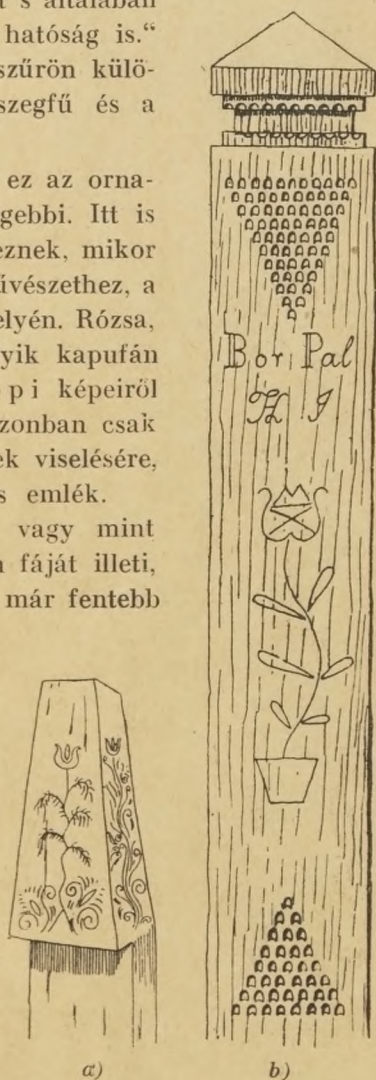 s általában
hatóság is.“
szűrön külö-
szegfű és a
ez az orna-
gebbi. Itt is
eznek, mikor
űvészethez, a
elyén. Rózsa,
yik kapufán
p i képeiről
zonban csak
ek viselésére,
s emlék.
vagy mint
fáját illeti,
már fentebb
Bor Pal
H I
a)
b)